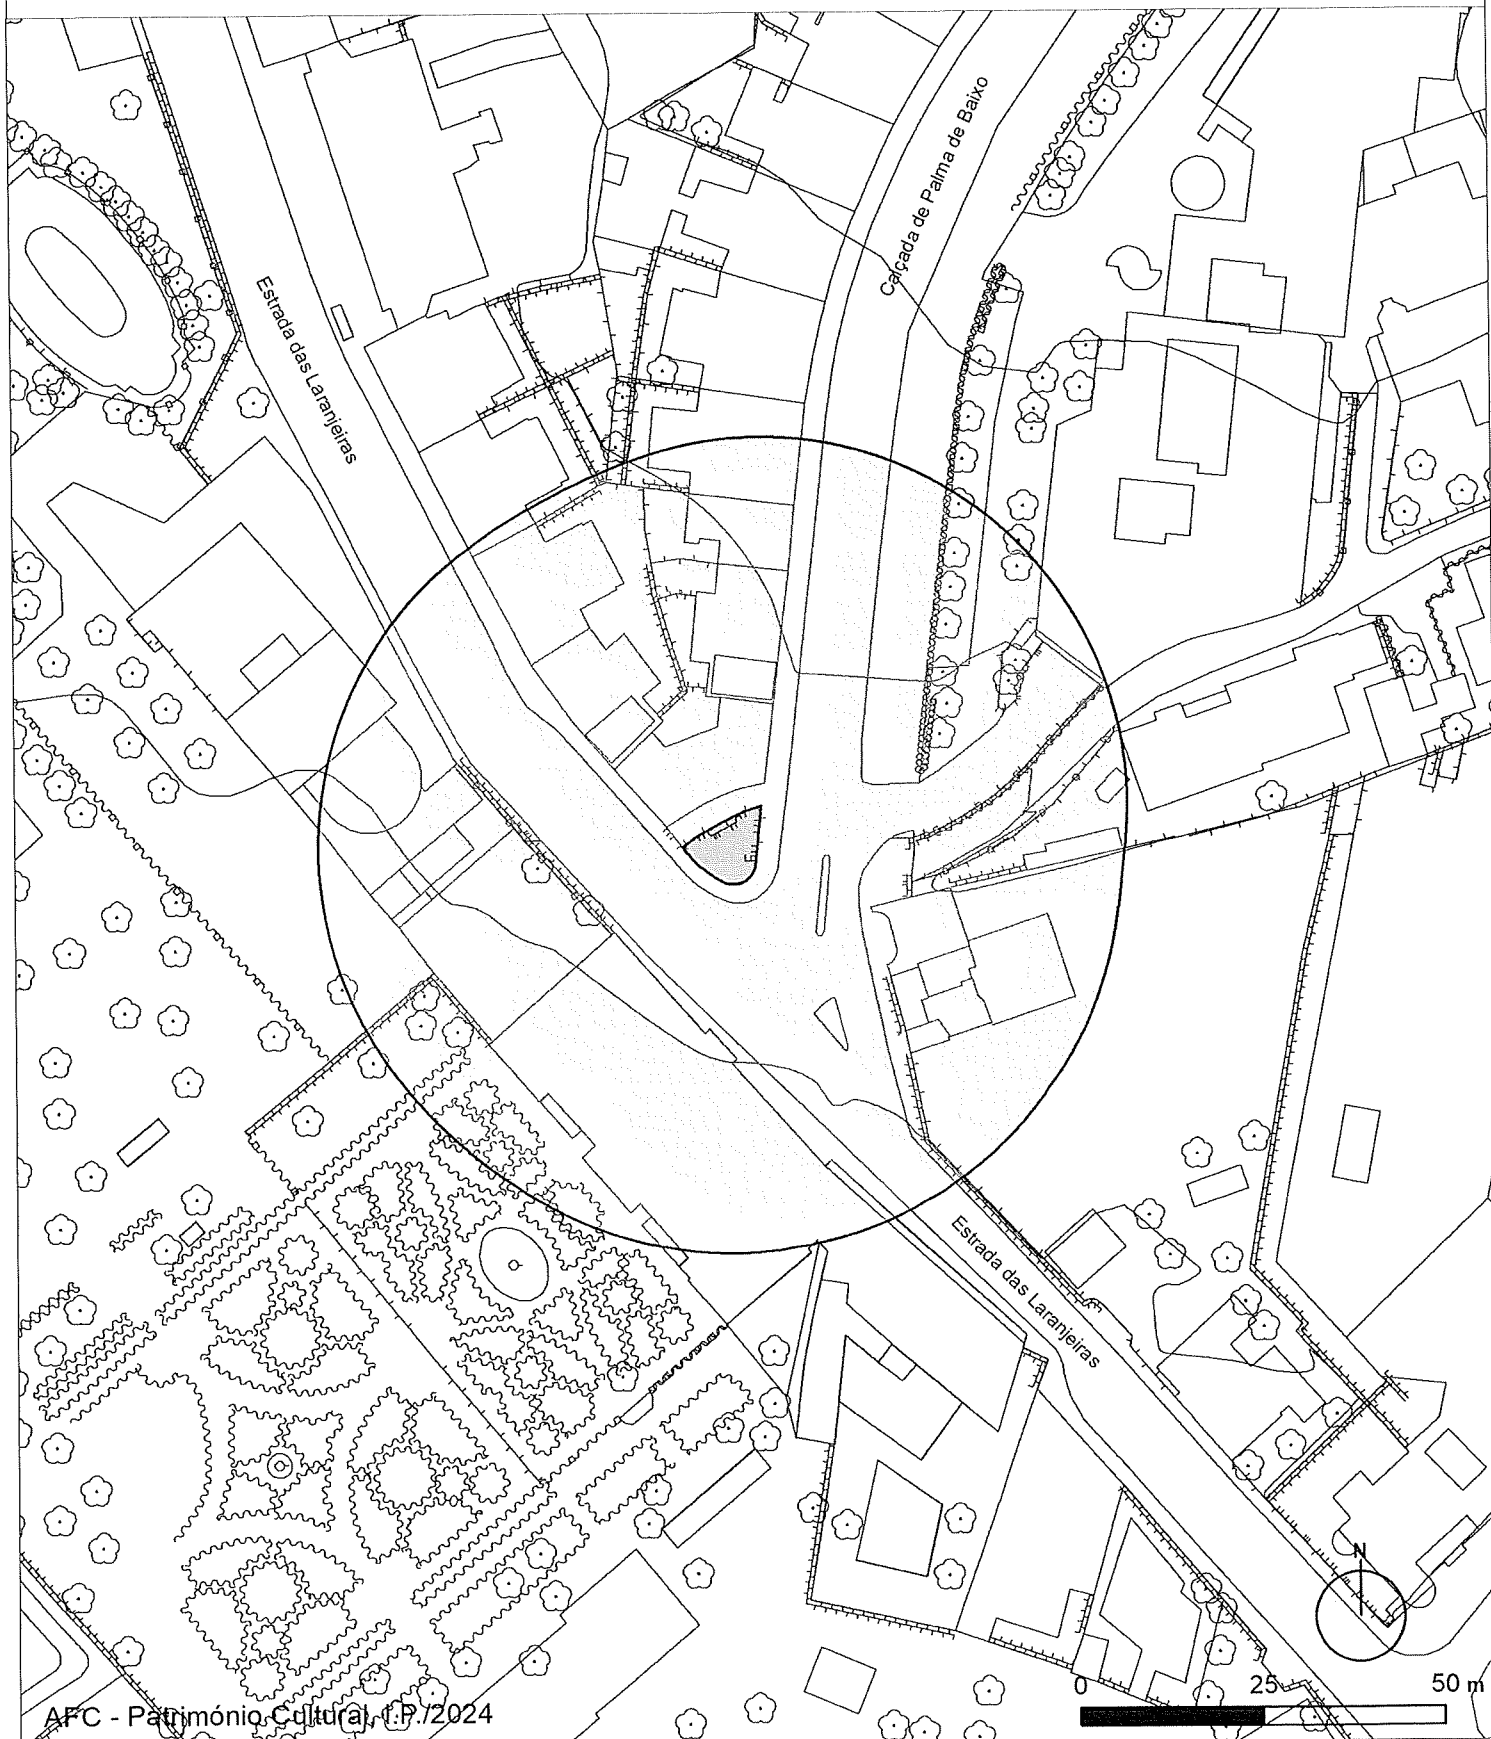 Calçada de Palma de Baixo
Estrada das Laranjeiras
Estrada das Laranjeiras
N
0 25 50 m
AFC - Património Cultural, I.P./2024